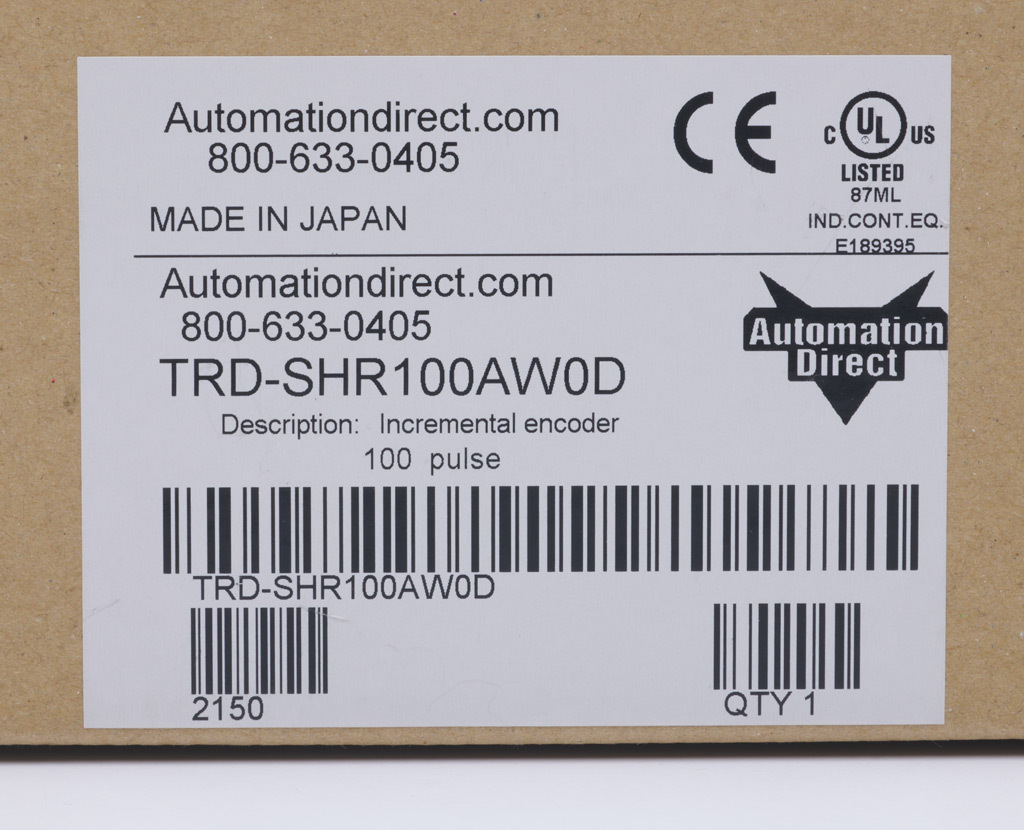 Automationdirect.com
800-633-0405
MADE IN JAPAN
CE
C UL US
LISTED
87ML
IND.CONT.EQ.
E189395
Automationdirect.com
800-633-0405
TRD-SHR100AW0D
Automation
Direct
Description: Incremental encoder
100 pulse
TRD-SHR100AW0D
2150
QTY 1